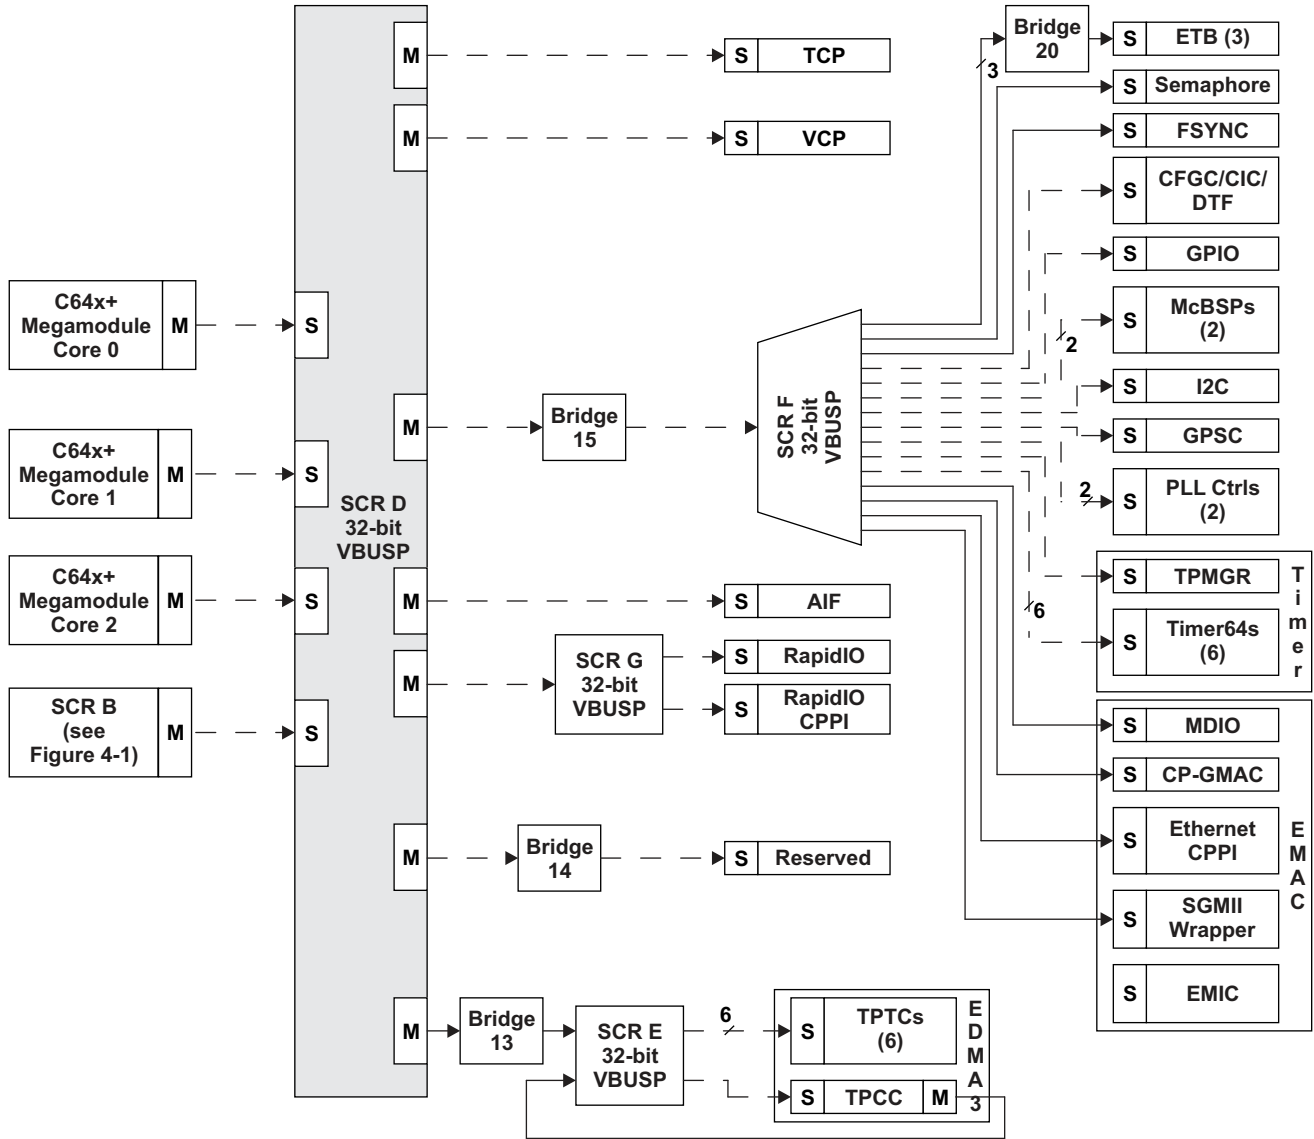 C64x+
Megamodule
Core 0
M
C64x+
Megamodule
Core 1
M
C64x+
Megamodule
Core 2
M
SCR B
(see
Figure 4-1)
M
S
S
S
S
SCR D
32-bit
VBUSP
M
M
M
M
M
M
M
S TCP
S VCP
Bridge
15
S AIF
SCR G
32-bit
VBUSP
S RapidIO
S RapidIO
CPPI
Bridge
14
S Reserved
Bridge
13
SCR E
32-bit
VBUSP
6
S TPTCs
(6)
S TPCC M
E
D
M
A
3
SCR F
32-bit
VBUSP
3
Bridge
20
S ETB (3)
S Semaphore
S FSYNC
S CFGC/CIC/
DTF
S GPIO
2
S McBSPs
(2)
S I2C
S GPSC
2
S PLL Ctrls
(2)
S TPMGR
6
S Timer64s
(6)
T
i
m
e
r
S MDIO
S CP-GMAC
S Ethernet
CPPI
S SGMII
Wrapper
S EMIC
E
M
A
C